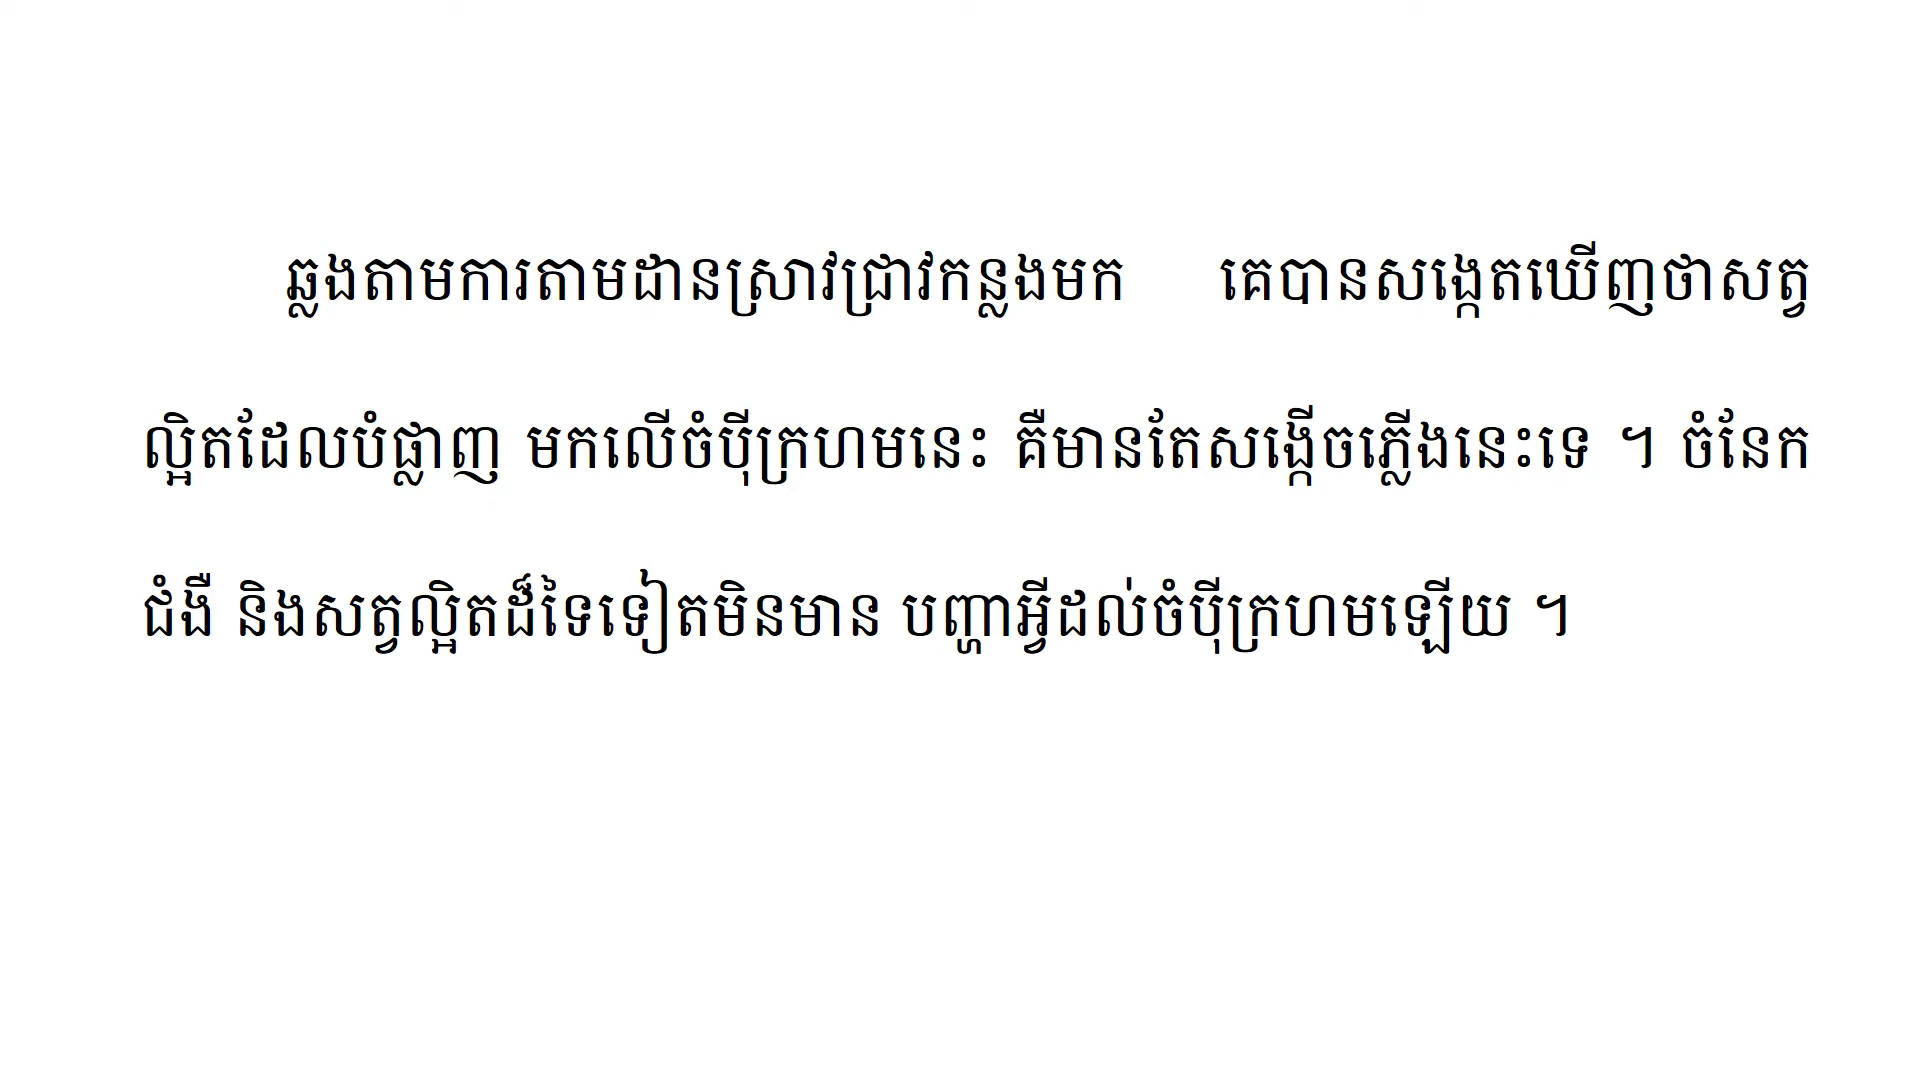 ឆ្លងតាមការតាមដានស្រាវជ្រាវកន្លងមក គេបានសង្កេតឃើញថាសត្វ
ល្អិតដែលបំផ្លាញ មកលើចំប៉ីក្រហមនេះ គឺមានតែសង្កើចភ្លើងនេះទេ ។ ចំនែក
ជំងឺ និងសត្វល្អិតដ៏ទៃទៀតមិនមាន បញ្ហាអ្វីដល់ចំប៉ីក្រហមឡើយ ។